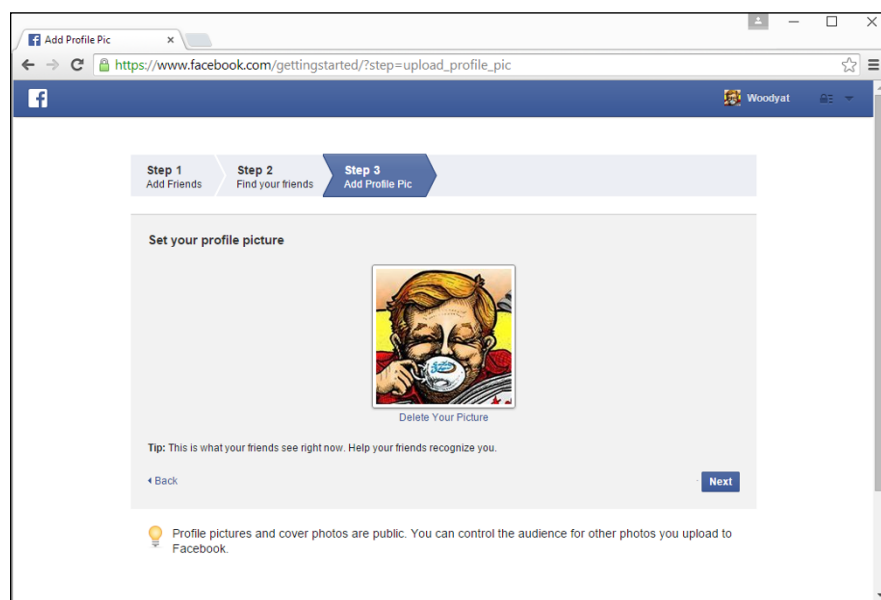 Add Profile Pic
https://www.facebook.com/gettingstarted/?step=upload_profile_pic
f
Woodyat
Step 1
Add Friends
Step 2
Find your friends
Step 3
Add Profile Pic
Set your profile picture
Delete Your Picture
Tip: This is what your friends see right now. Help your friends recognize you.
Back
Next
Profile pictures and cover photos are public. You can control the audience for other photos you upload to
Facebook.